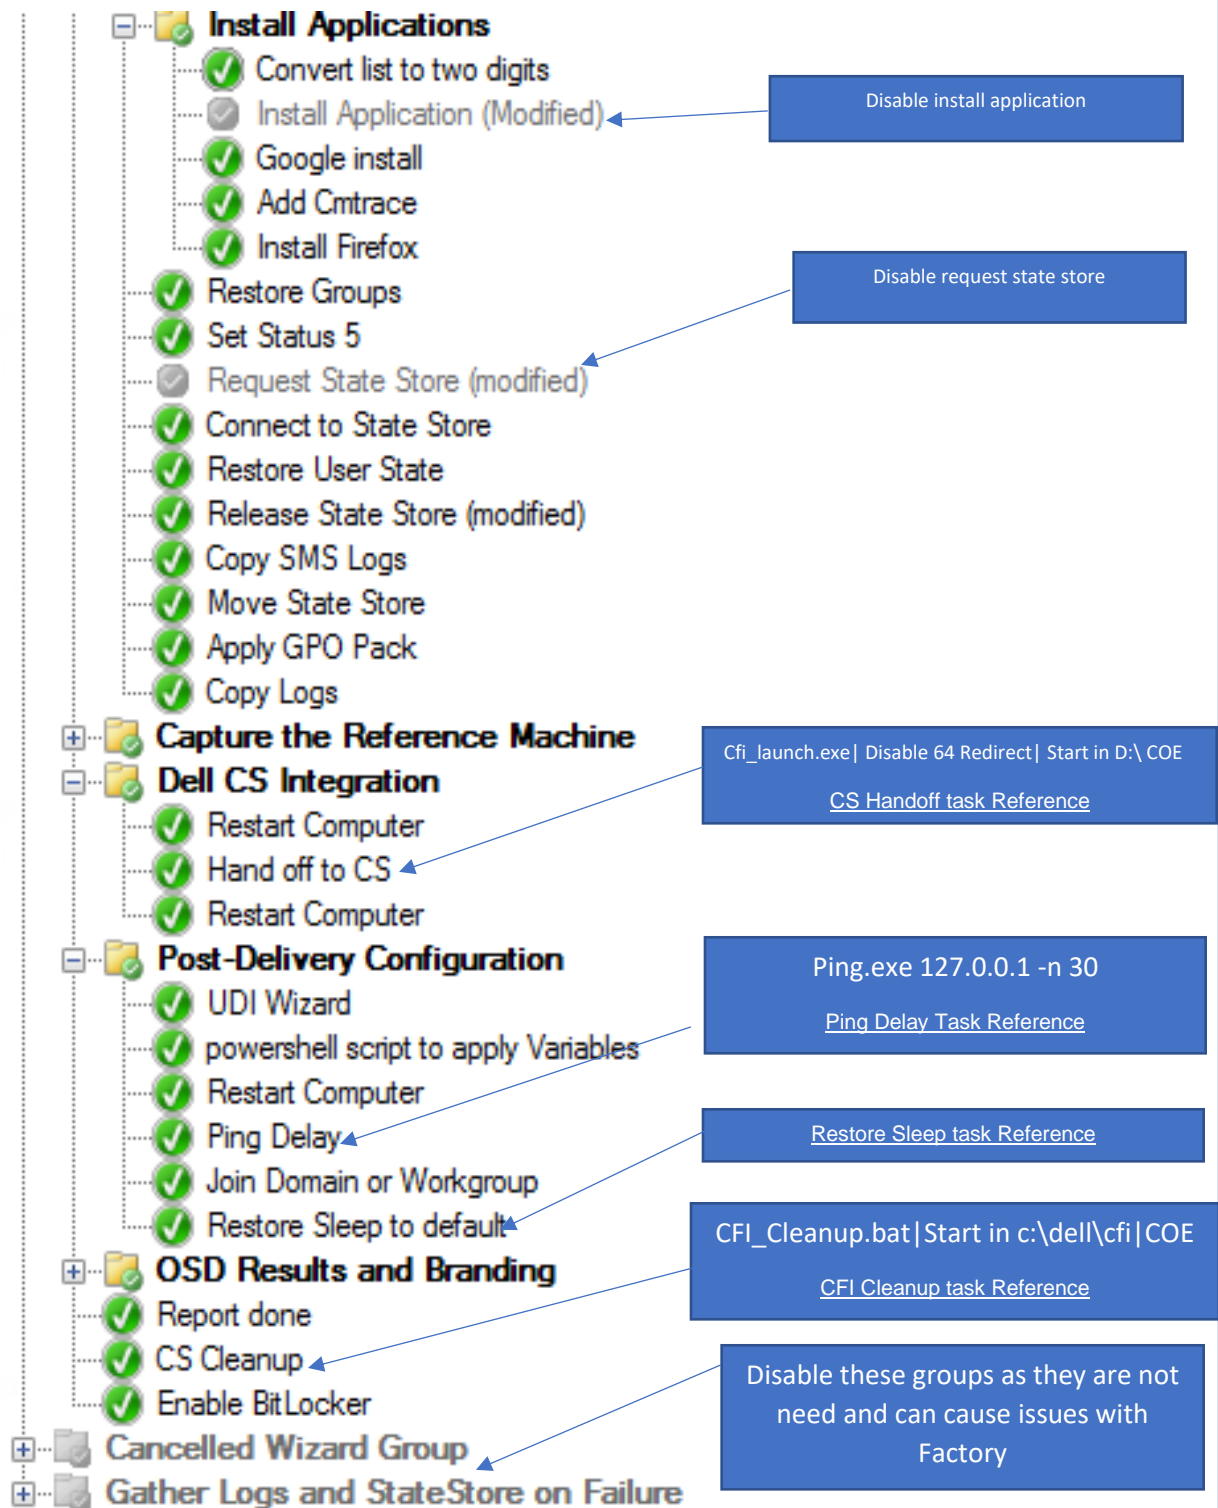 Install Applications
Convert list to two digits
Install Application (Modified)
Disable install application
Google install
Add Cmtrace
Install Firefox
Restore Groups
Disable request state store
Set Status 5
Request State Store (modified)
Connect to State Store
Restore User State
Release State Store (modified)
Copy SMS Logs
Move State Store
Apply GPO Pack
Copy Logs
Capture the Reference Machine
Cfi_launch.exe| Disable 64 Redirect| Start in D:\ COE
CS Handoff task Reference
Dell CS Integration
Restart Computer
Hand off to CS
Restart Computer
Post-Delivery Configuration
Ping.exe 127.0.0.1 -n 30
Ping Delay Task Reference
UDI Wizard
powershell script to apply Variables
Restart Computer
Ping Delay
Restore Sleep task Reference
Join Domain or Workgroup
Restore Sleep to default
CFI_Cleanup.bat|Start in c:\dell\cfi|COE
CFI Cleanup task Reference
OSD Results and Branding
Report done
CS Cleanup
Enable BitLocker
Disable these groups as they are not
need and can cause issues with
Factory
Cancelled Wizard Group
Gather Logs and StateStore on Failure